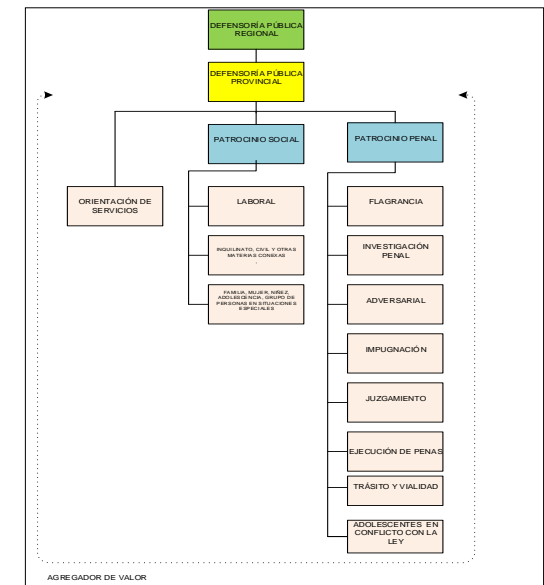 DEFENSORÍA PÚBLICA
REGIONAL
DEFENSORÍA PÚBLICA
PROVINCIAL
PATROCINIO SOCIAL
PATROCINIO PENAL
ORIENTACIÓN DE
SERVICIOS
LABORAL
INQUILINATO, CIVIL Y OTRAS
MATERIAS CONEXAS
.
FAMILIA, MUJER, NIÑEZ,
ADOLESCENCIA, GRUPO DE
PERSONAS EN SITUACIONES
ESPECIALES
FLAGRANCIA
INVESTIGACIÓN
PENAL
ADVERSARIAL
IMPUGNACIÓN
JUZGAMIENTO
EJECUCIÓN DE PENAS
TRÁSITO Y VIALIDAD
ADOLESCENTES EN
CONFLICTO CON LA
LEY
AGREGADOR DE VALOR